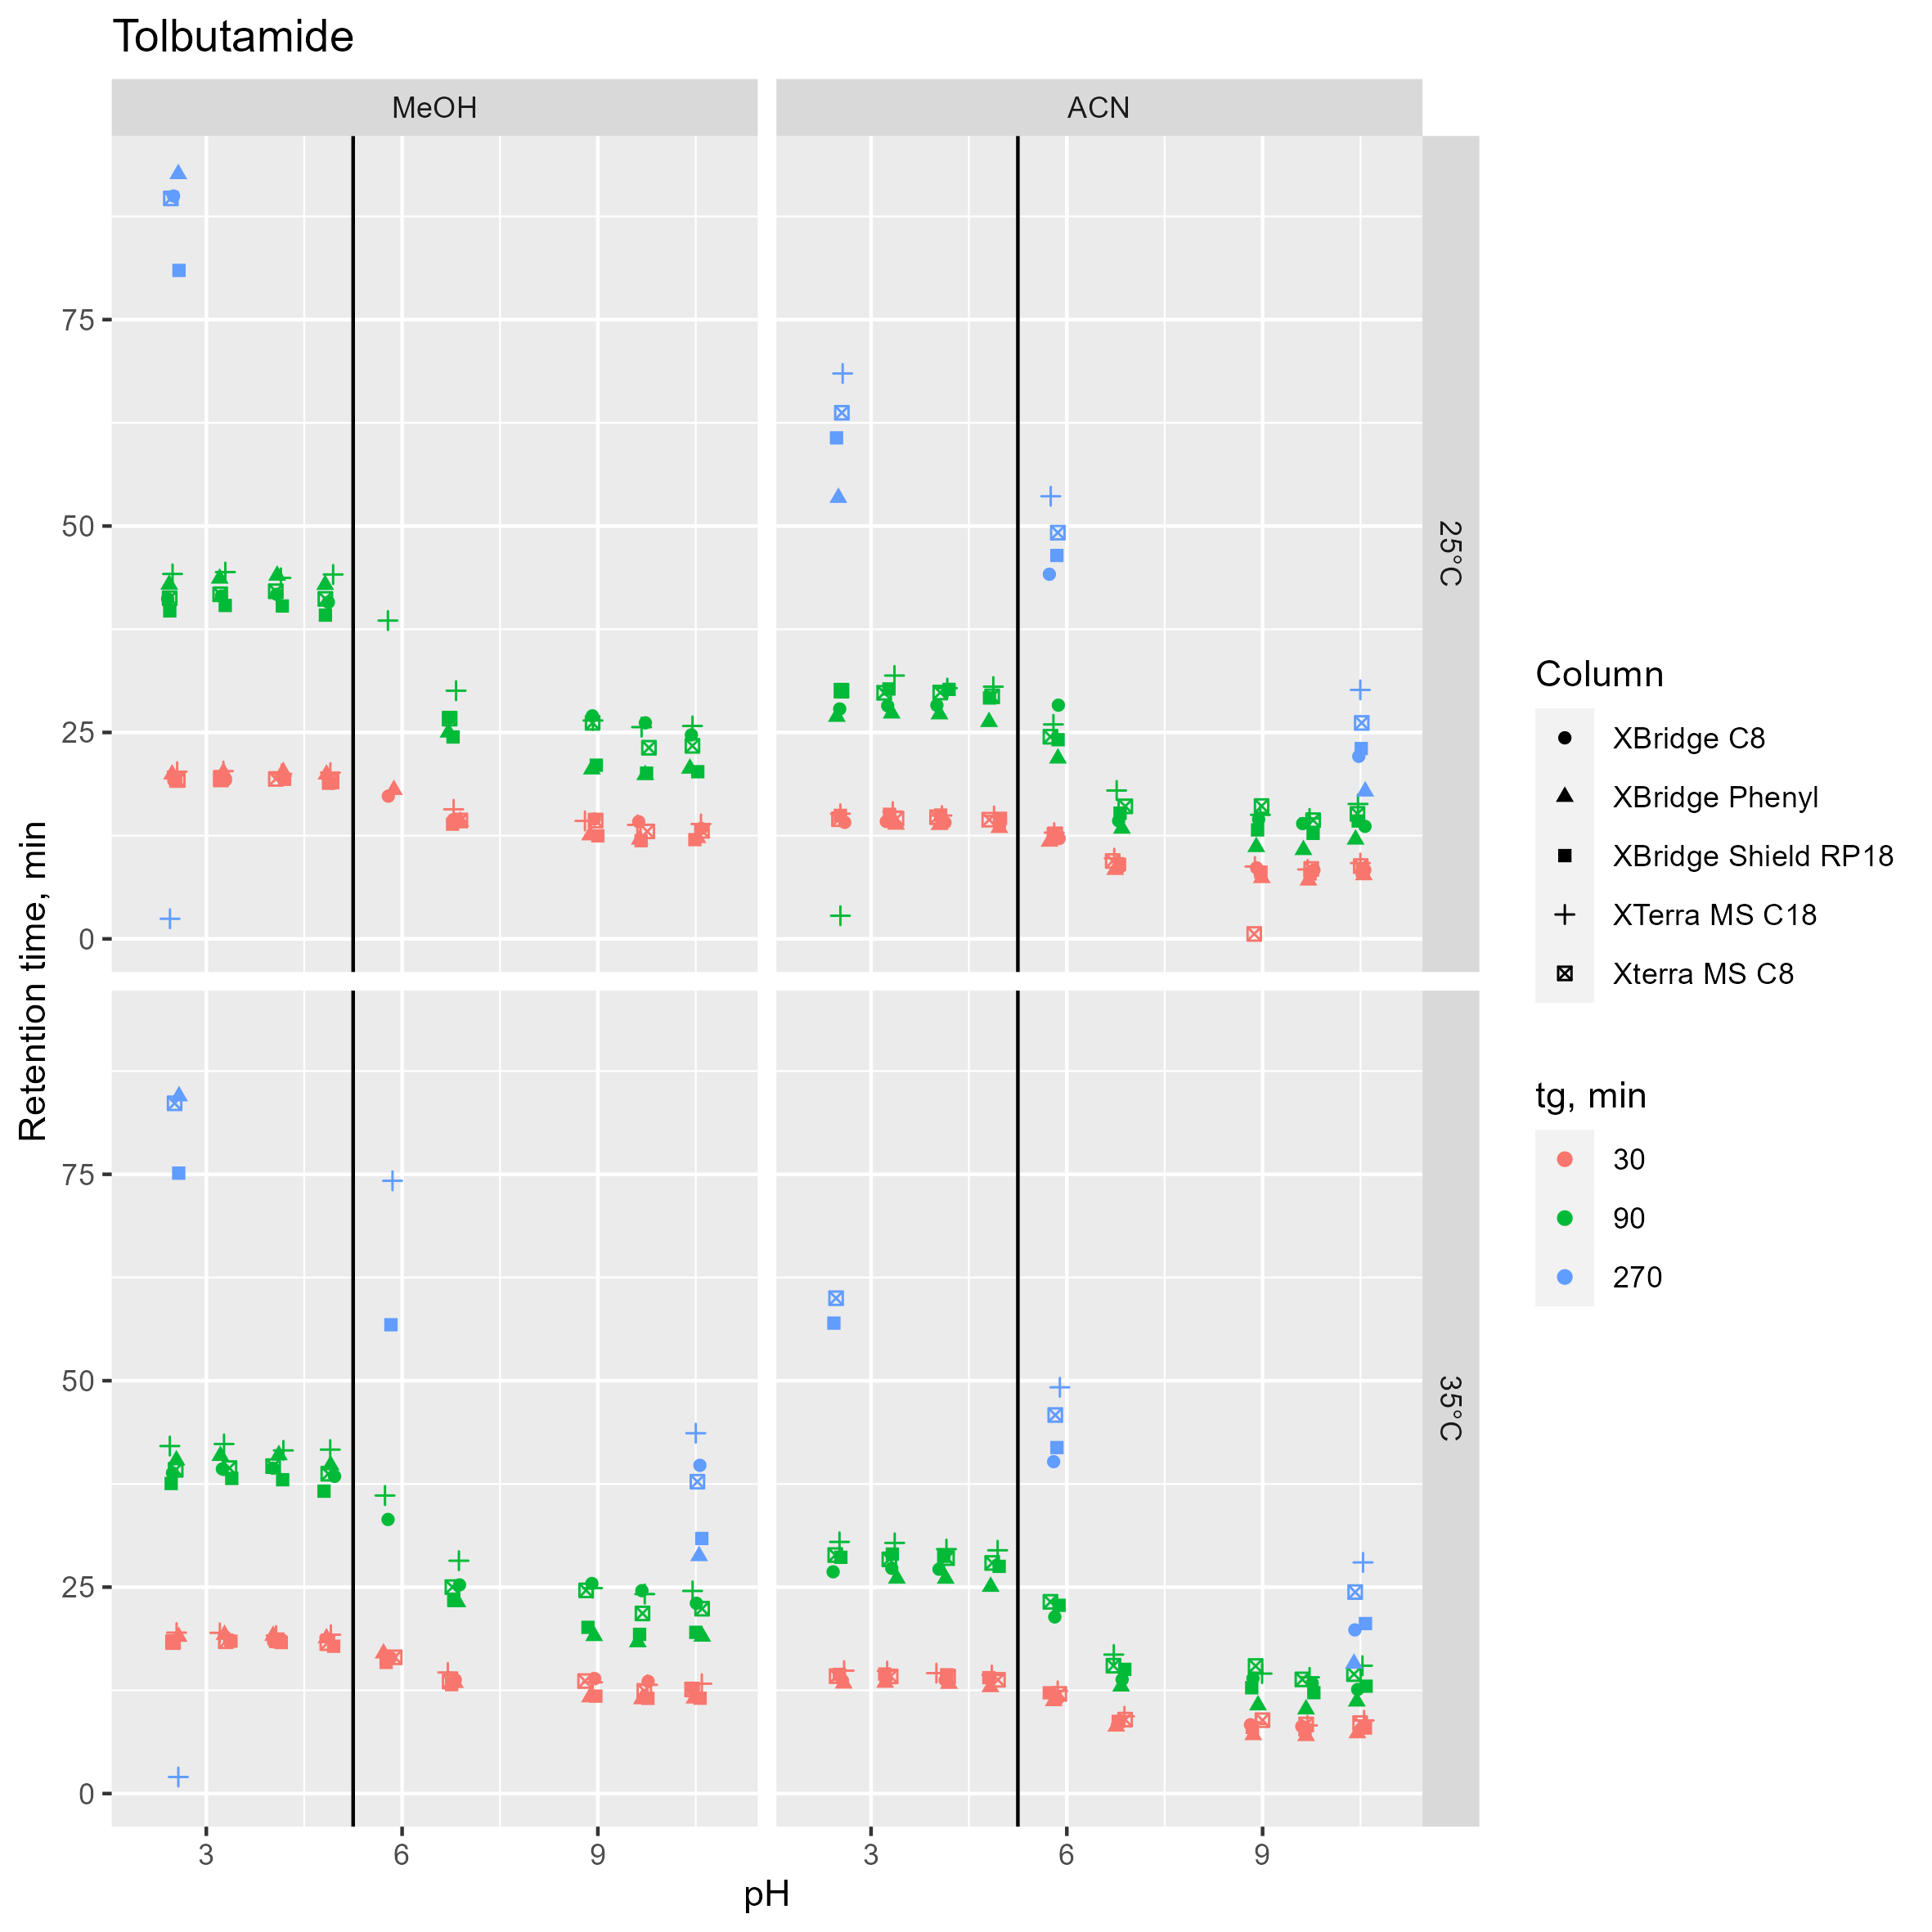 Tolbutamide
MeOH
ACN
75
50
25
0
25°C
75
50
25
0
35°C
3
6
9
3
6
9
pH
Retention time, min
Column
XBridge C8
XBridge Phenyl
XBridge Shield RP18
XTerra MS C18
Xterra MS C8
tg, min
30
90
270